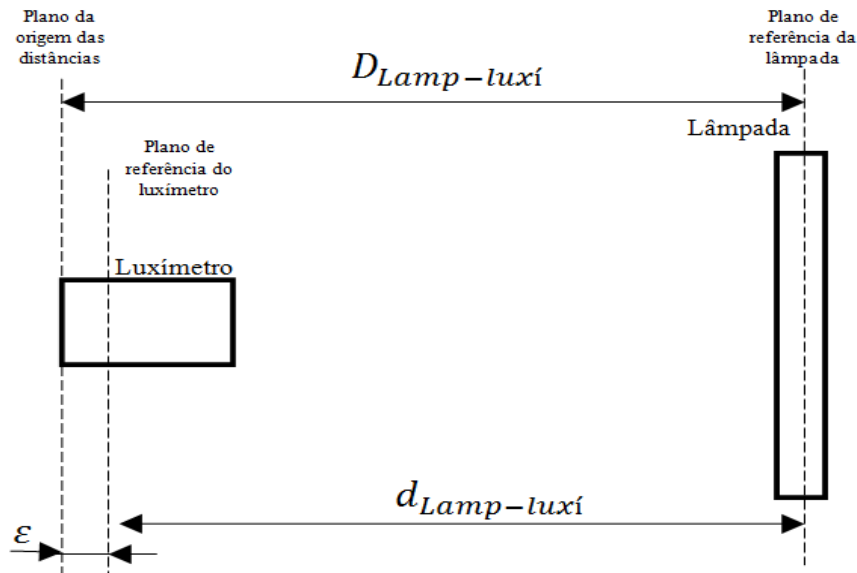 Plano da
origem das
distâncias
Plano de
referência da
lâmpada
D_{Lamp-luxí}
Lâmpada
Plano de
referência do
luxímetro
Luxímetro
d_{Lamp-luxí}
ε